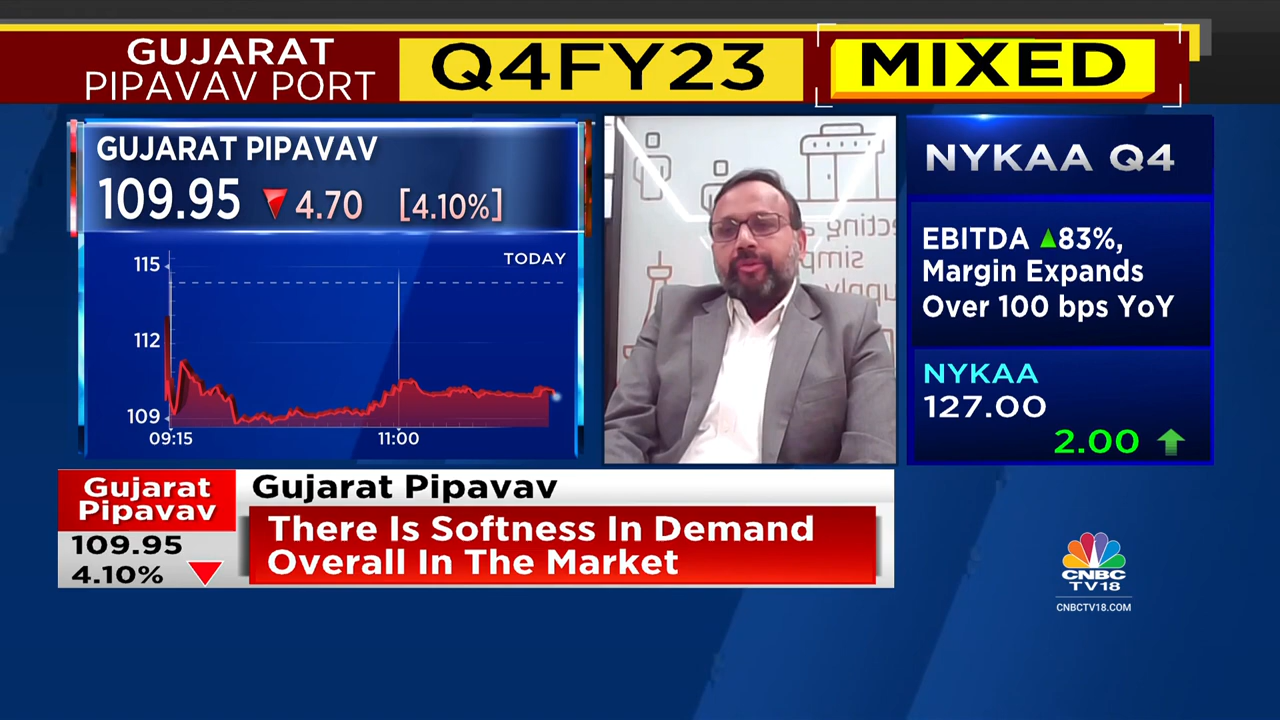 GUJARAT
PIPAVAV PORT
Q4FY23
MIXED
GUJARAT PIPAVAV
109.95 ▼ 4.70 [4.10%]
TODAY
115
112
109
09:15
11:00
ecting a
simp
supply
NYKAA Q4
EBITDA ▲83%,
Margin Expands
Over 100 bps YoY
NYKAA
127.00
2.00
Gujarat
Pipavav
109.95
4.10%
Gujarat Pipavav
There Is Softness In Demand
Overall In The Market
CNBC
TV18
CNBCTV18.COM